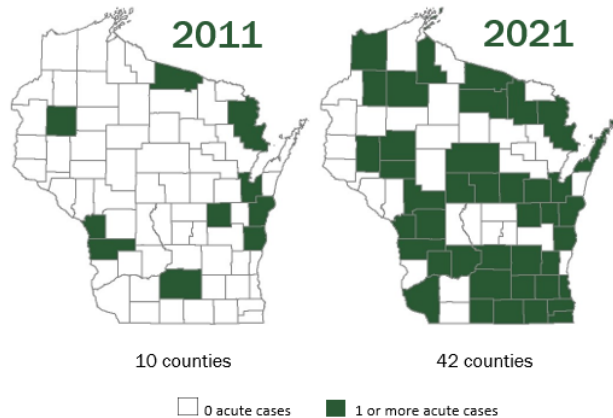 2011
2021
10 counties
42 counties
0 acute cases
1 or more acute cases